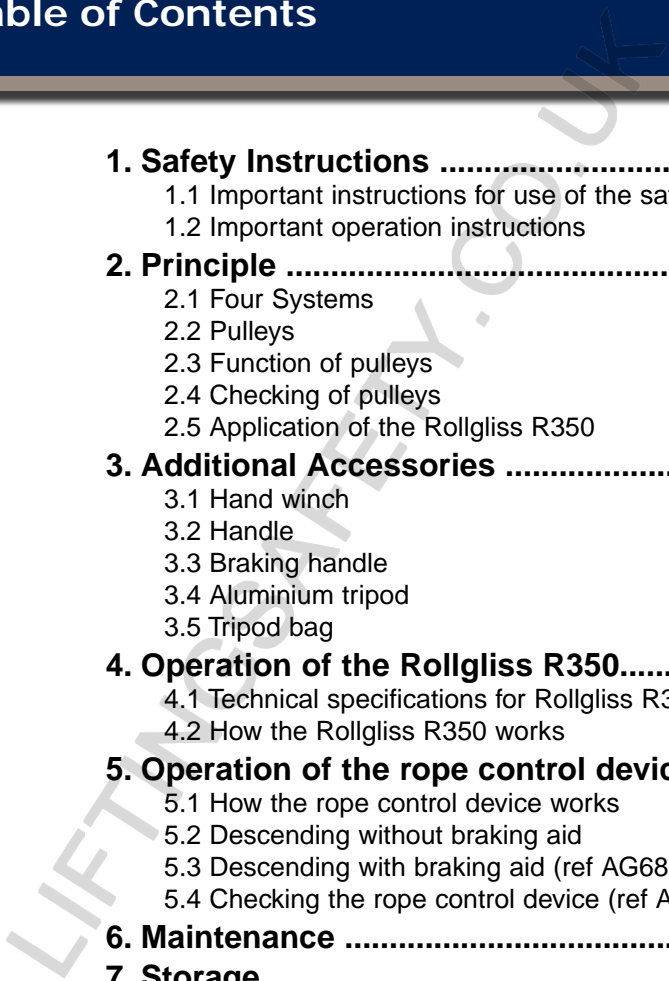 of Contents
1. Safety Instructions ........................
1.1 Important instructions for use of the
1.2 Important operation instructions
2. Principle ..........................................
2.1 Four Systems
2.2 Pulleys
2.3 Function of pulleys
2.4 Checking of pulleys
2.5 Application of the Rollgliss R350
3. Additional Accessories ..................
3.1 Hand winch
3.2 Handle
3.3 Braking handle
3.4 Aluminium tripod
3.5 Tripod bag
4. Operation of the Rollgliss R350......
4.1 Technical specifications for Rollgliss
4.2 How the Rollgliss R350 works
5. Operation of the rope control
5.1 How the rope control device works
5.2 Descending without braking aid
5.3 Descending with braking aid (ref
5.4 Checking the rope control device (ref
6. Maintenance ....................................
7. Storage
LIFTINGSAFETY.CO.UK